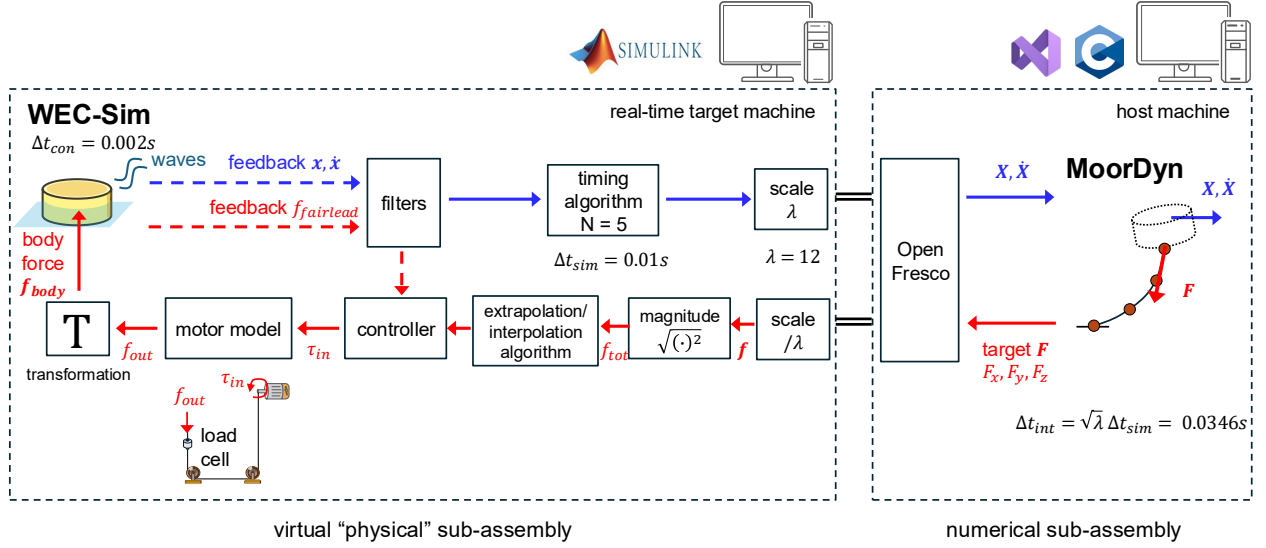 SIMULINK
WEC-Sim
real-time target machine
host machine
Δt_con = 0.002s
waves
feedback x, ẋ
feedback f_fairlead
filters
timing
algorithm
N = 5
scale
λ
Δt_sim = 0.01s
λ = 12
Open
Fresco
X, Ẋ
MoorDyn
X, Ẋ
F
body
force
f_body
T
transformation
f_out
motor model
τ_in
controller
extrapolation/
interpolation
algorithm
f_tot
magnitude
√(·)²
f
scale
/λ
target F
F_x, F_y, F_z
Δt_int = √λ Δt_sim = 0.0346s
τ_in
f_out
load
cell
virtual “physical” sub-assembly
numerical sub-assembly